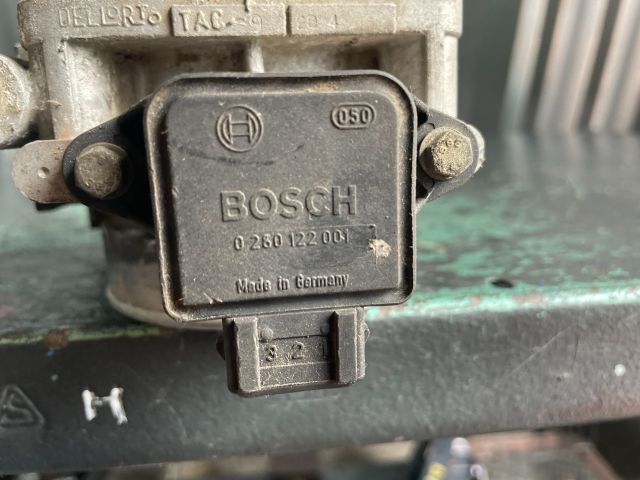 DELLORTO TAC
050
BOSCH
0 280 122 001
Made in Germany
3 2 1
H